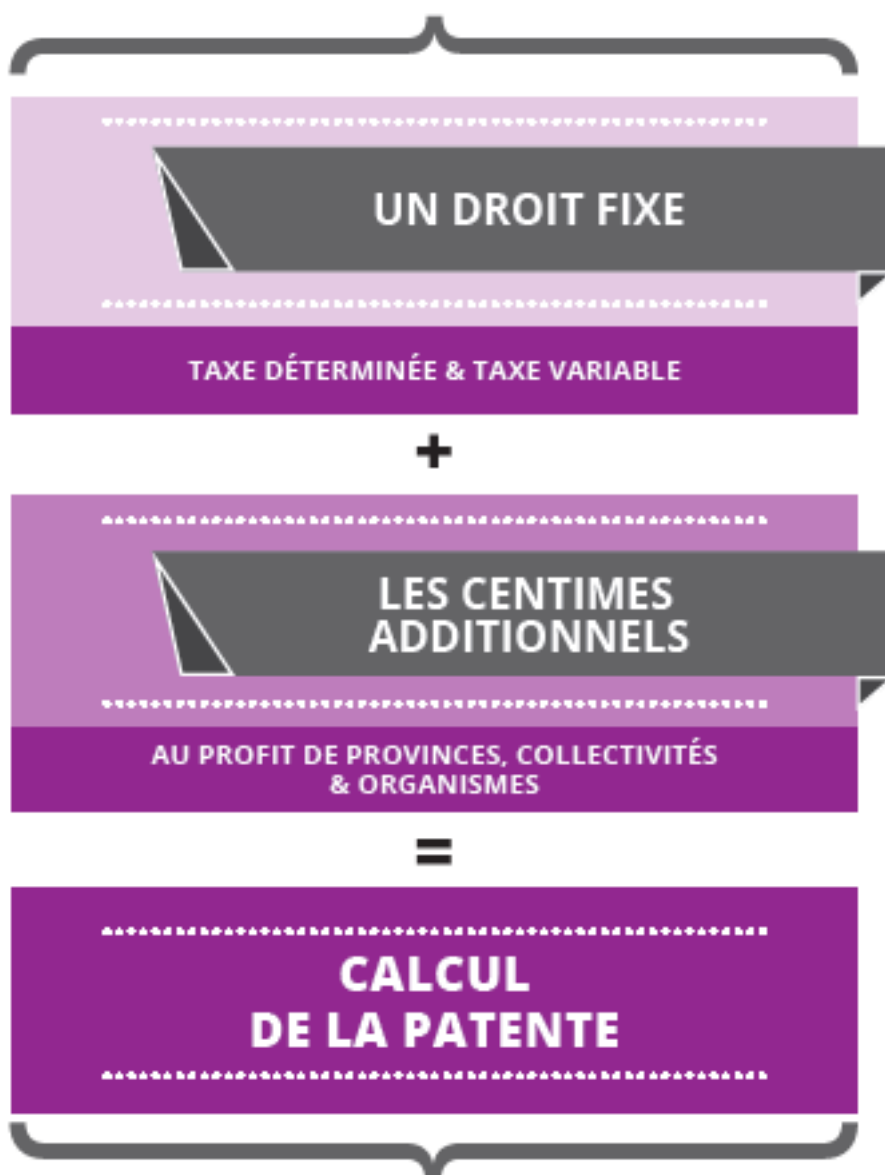 UN DROIT FIXE
TAXE DÉTERMINÉE & TAXE VARIABLE
+
LES CENTIMES
ADDITIONNELS
AU PROFIT DE PROVINCES, COLLECTIVITÉS
& ORGANISMES
=
CALCUL
DE LA PATENTE